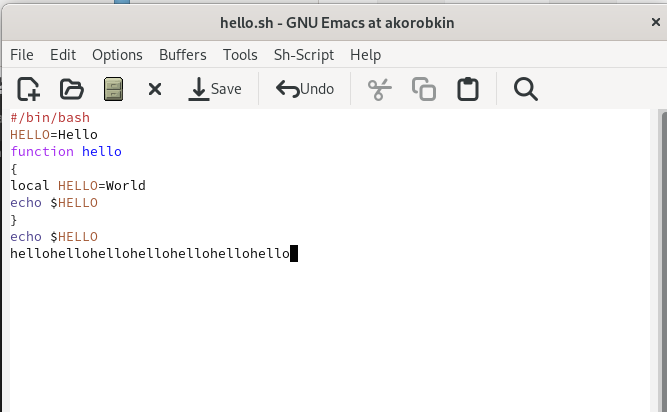 hello.sh - GNU Emacs at akorobkin
File Edit Options Buffers Tools Sh-Script Help
Save Undo
#/bin/bash
HELLO=Hello
function hello
{
local HELLO=World
echo $HELLO
}
echo $HELLO
hellohellohellohellohellohellohello